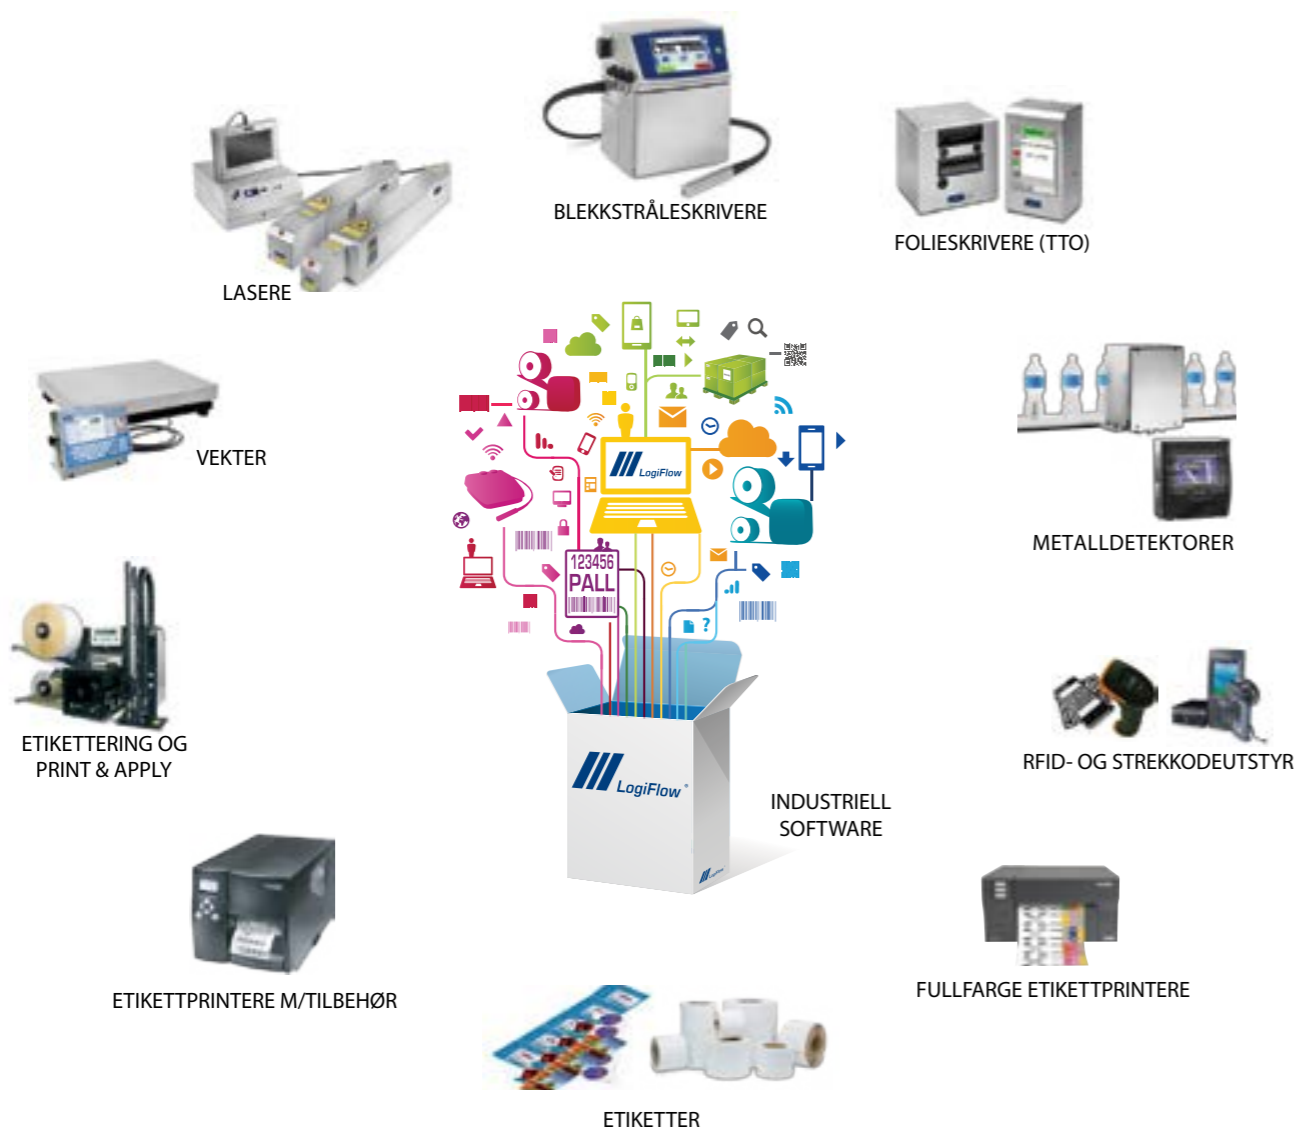 BLEKKSTRÅLESKRIVERE
FOLIESKRIVERE (TTO)
LASERE
VEKTER
LogiFlow
METALLDETEKTORER
123456
PALL
?
ETIKETTERING OG
PRINT & APPLY
RFID- OG STREKKODEUTSTYR
LogiFlow®
INDUSTRIELL
SOFTWARE
LogiFlow
ETIKETTPRINTERE M/TILBEHØR
FULLFARGE ETIKETTPRINTERE
ETIKETTER